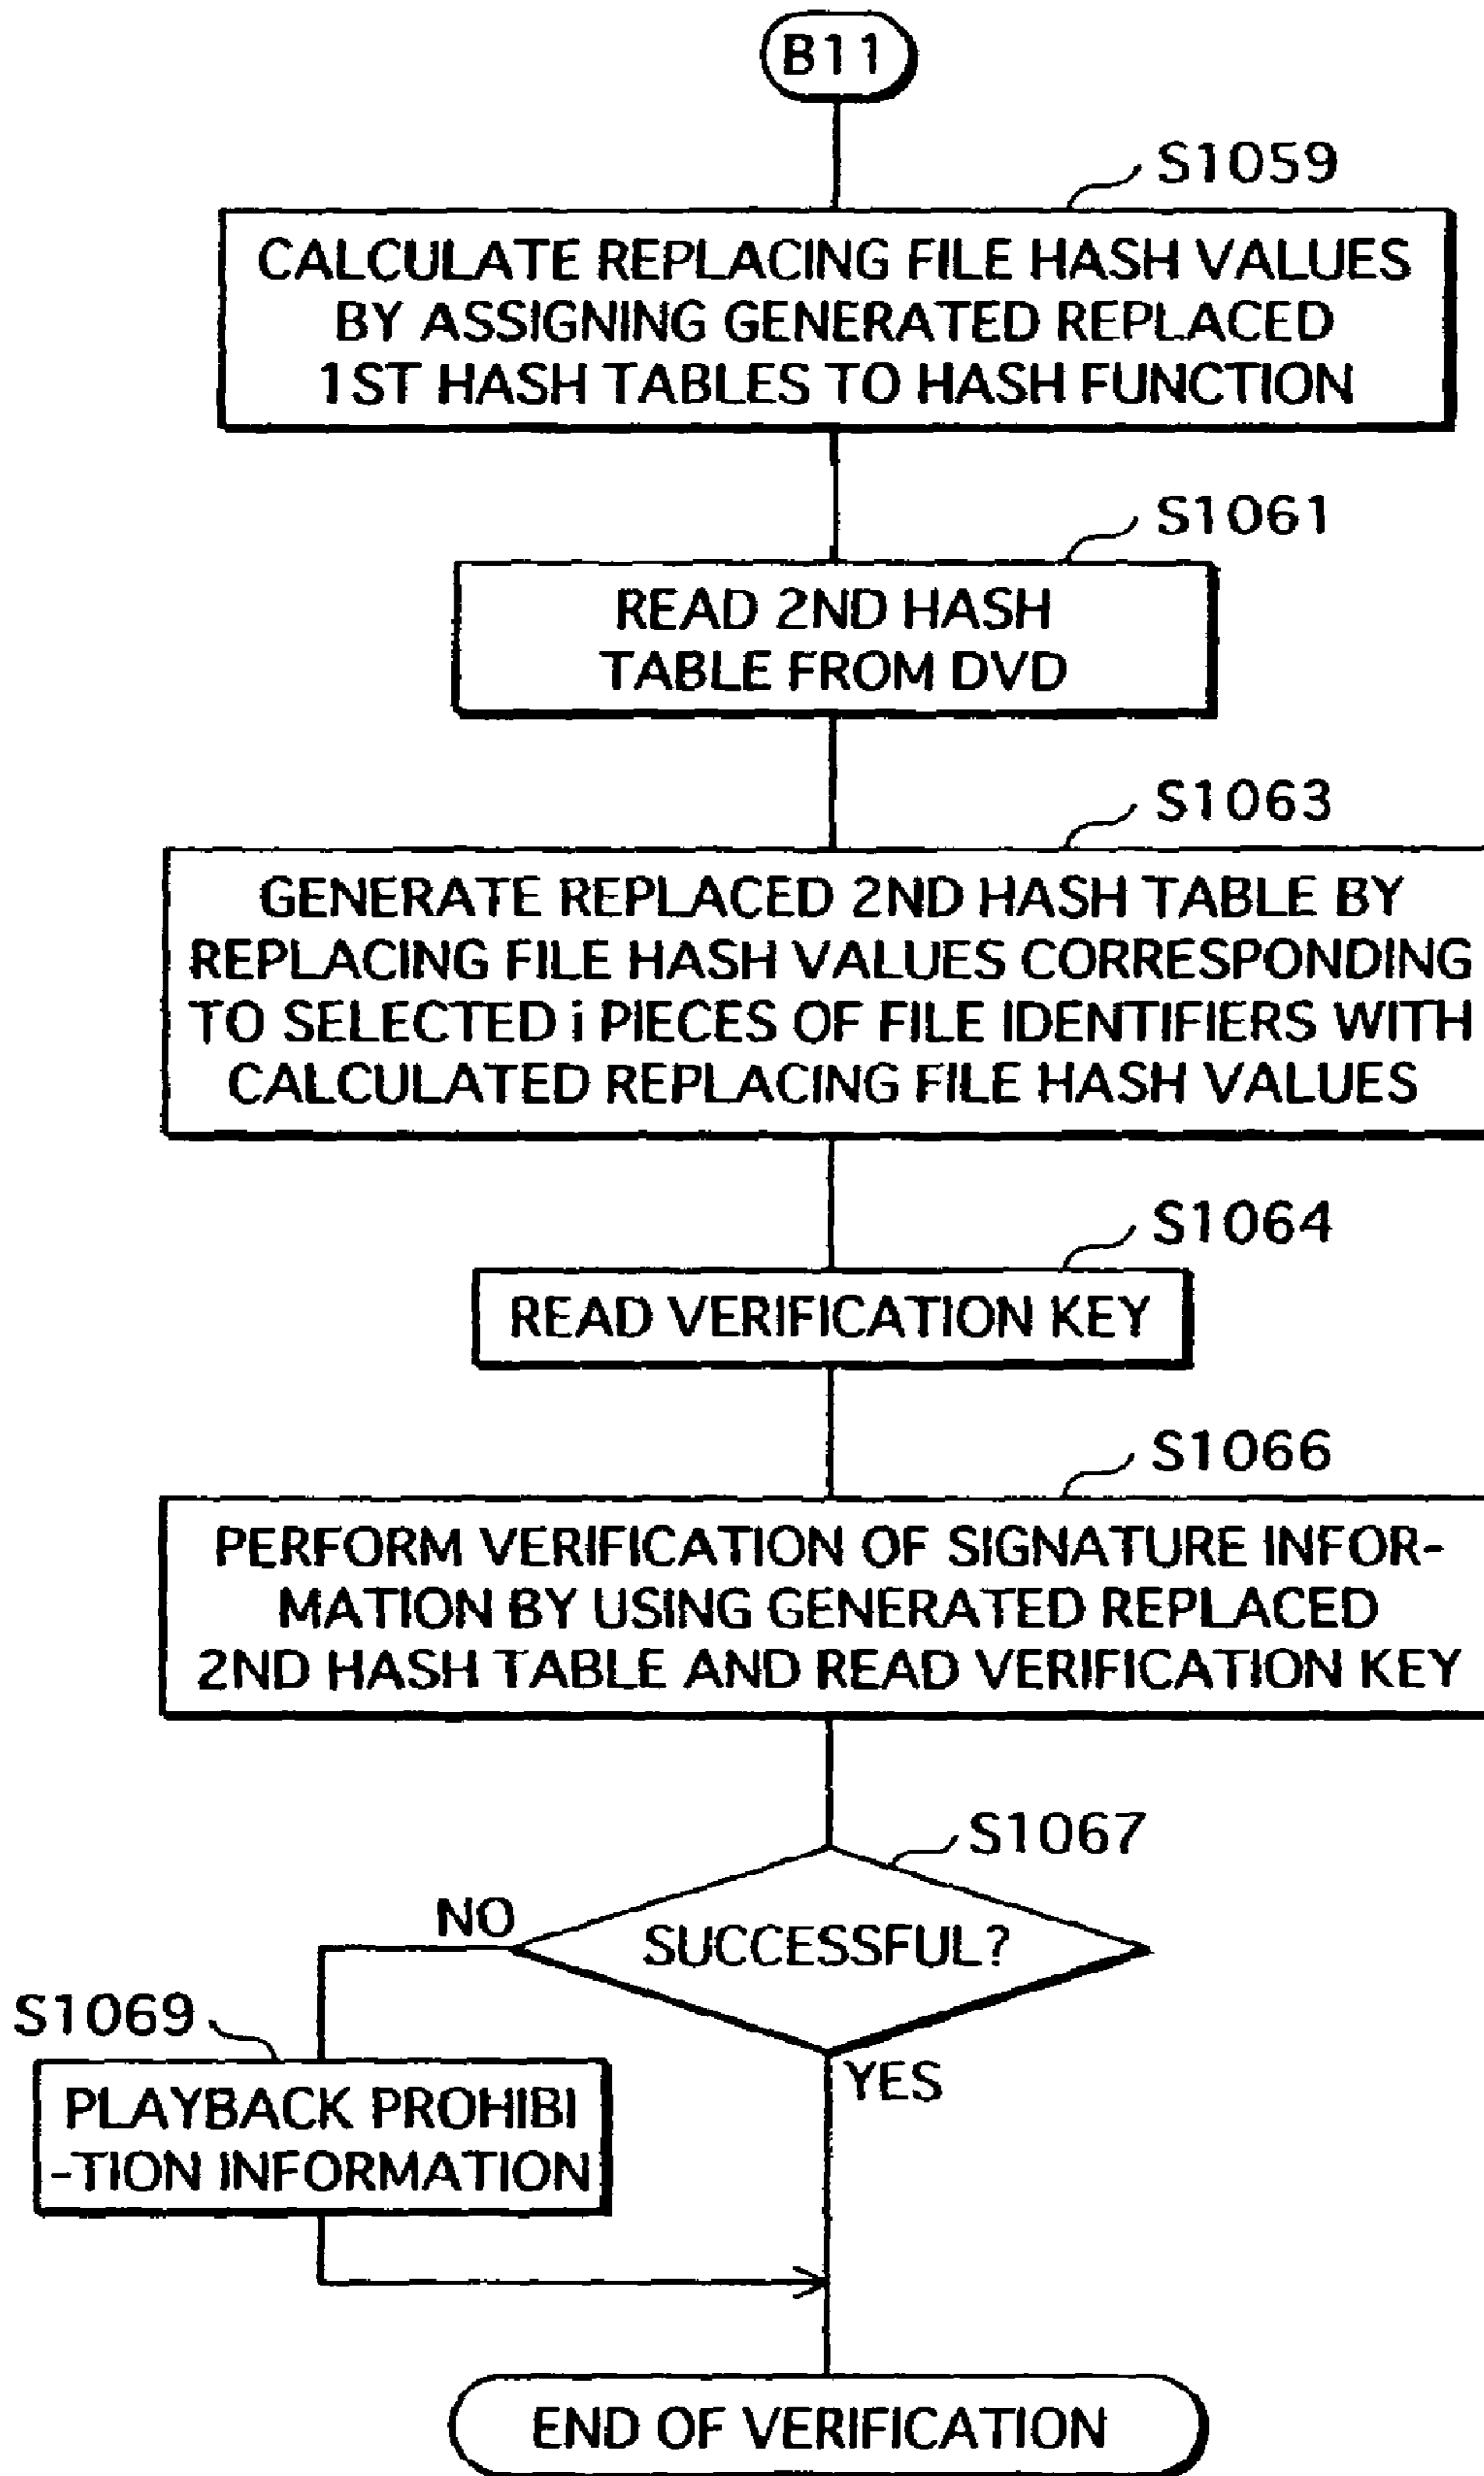 B11
S1059
CALCULATE REPLACING FILE HASH VALUES
BY ASSIGNING GENERATED REPLACED
1ST HASH TABLES TO HASH FUNCTION
S1061
READ 2ND HASH
TABLE FROM DVD
S1063
GENERATE REPLACED 2ND HASH TABLE BY
REPLACING FILE HASH VALUES CORRESPONDING
TO SELECTED i PIECES OF FILE IDENTIFIERS WITH
CALCULATED REPLACING FILE HASH VALUES
S1064
READ VERIFICATION KEY
S1066
PERFORM VERIFICATION OF SIGNATURE INFOR-
MATION BY USING GENERATED REPLACED
2ND HASH TABLE AND READ VERIFICATION KEY
S1067
NO
SUCCESSFUL?
S1069
YES
PLAYBACK PROHIBI
-TION INFORMATION
END OF VERIFICATION